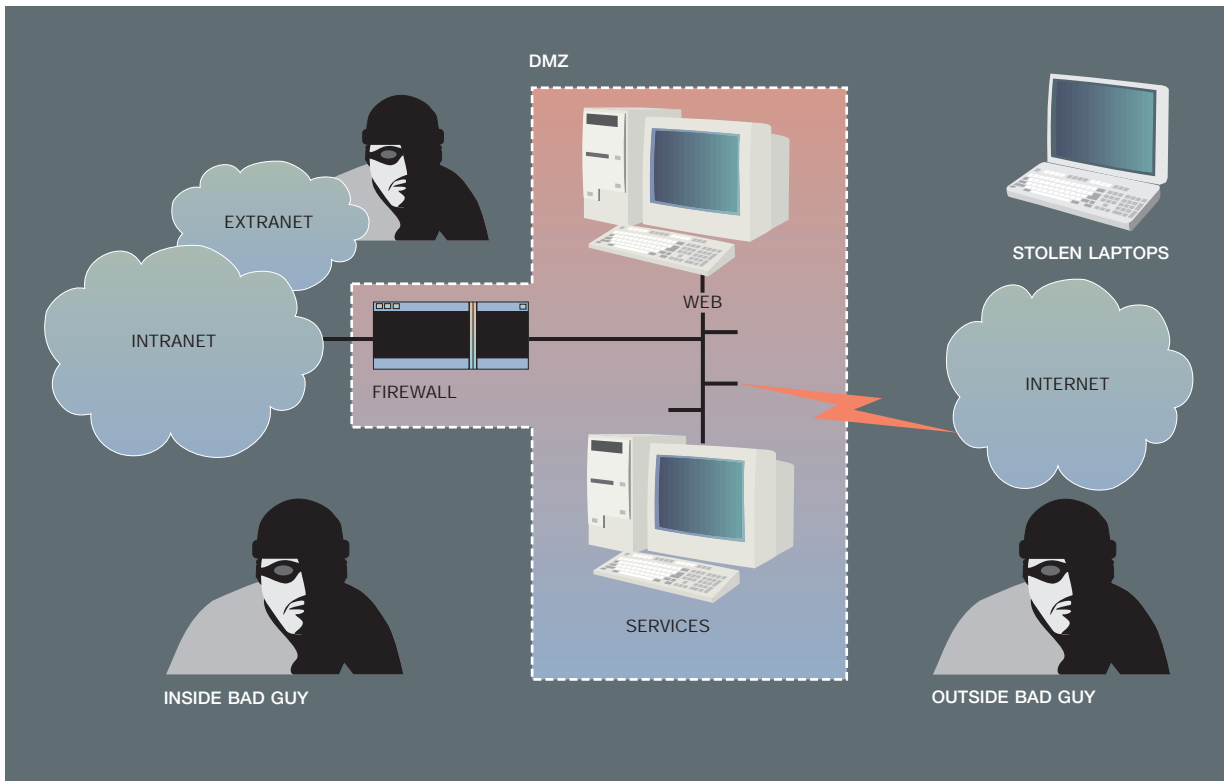 DMZ
EXTRANET
STOLEN LAPTOPS
WEB
INTRANET
FIREWALL
INTERNET
SERVICES
INSIDE BAD GUY
OUTSIDE BAD GUY